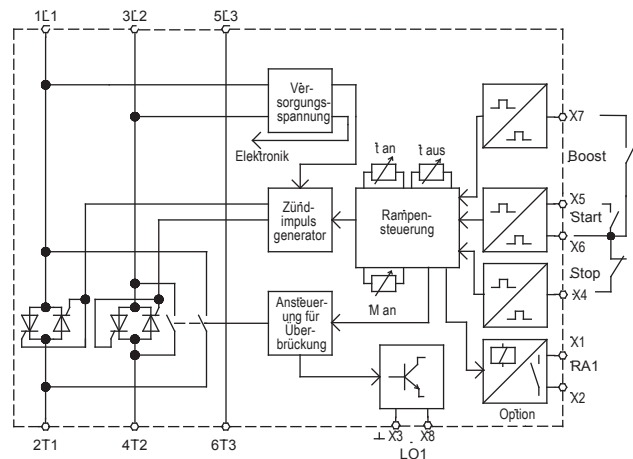 1L1 3L2 5L3
Ver-
sorgungs-
spannung
Elektronik
t an t aus
X7
Boost
X5
Start
X6
Stop
X4
Zünd-
impuls
generator
Rampen-
steuerung
M an
Ansteuer-
ung für
Über-
brückung
X1
RA1
X2
Option
X3 X8
LO1
2T1 4T2 6T3